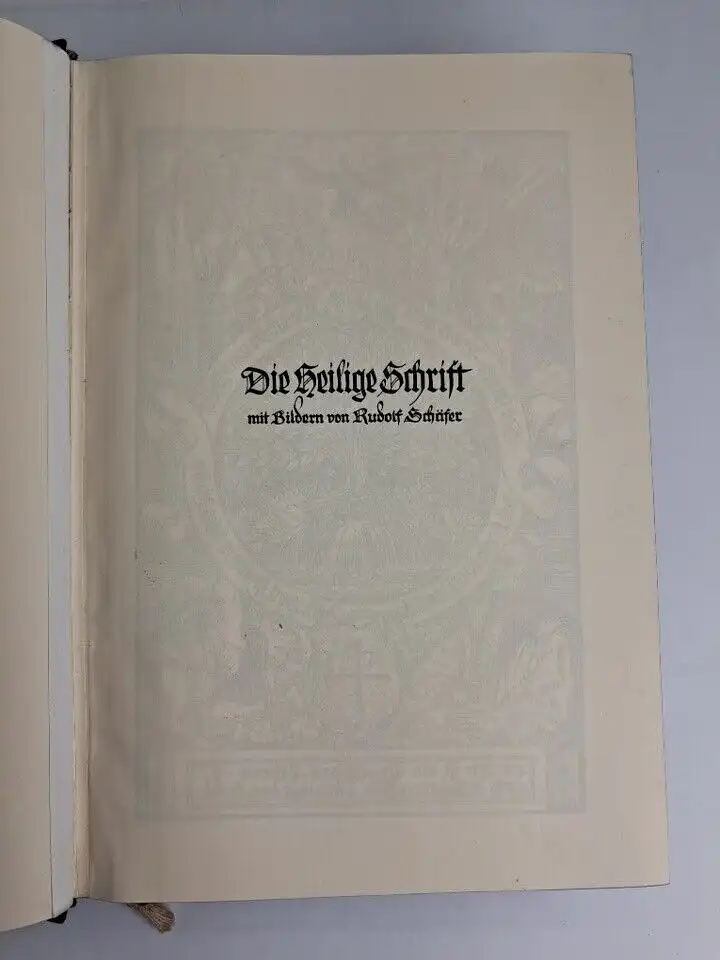 Die Heilige Schrift
mit Bildern von Rudolf Schäfer